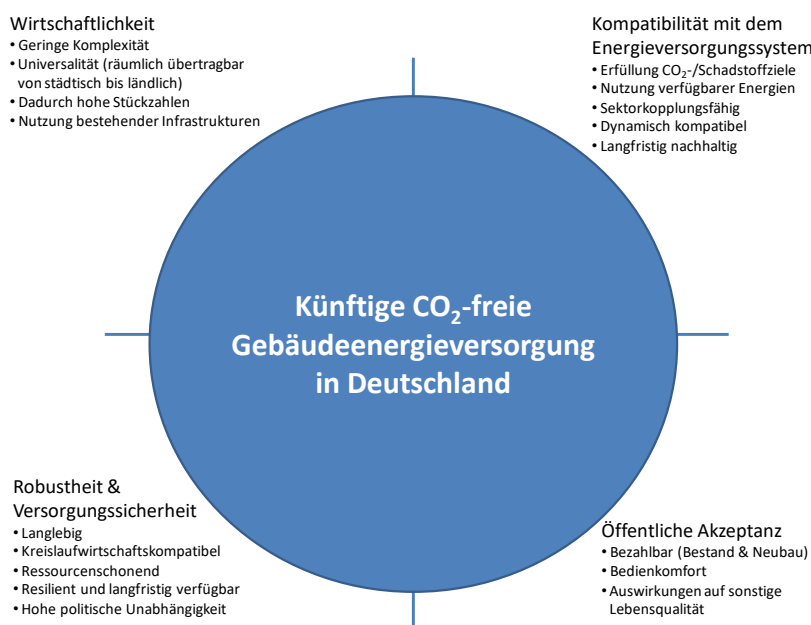 Wirtschaftlichkeit
• Geringe Komplexität
• Universalität (räumlich übertragbar
von städtisch bis ländlich)
• Dadurch hohe Stückzahlen
• Nutzung bestehender Infrastrukturen
Kompatibilität mit dem
Energieversorgungssystem
• Erfüllung CO₂-/Schadstoffziele
• Nutzung verfügbarer Energien
• Sektorkopplungsfähig
• Dynamisch kompatibel
• Langfristig nachhaltig
Künftige CO₂-freie
Gebäudeenergieversorgung
in Deutschland
Robustheit &
Versorgungssicherheit
• Langlebig
• Kreislaufwirtschaftskompatibel
• Ressourcenschonend
• Resilient und langfristig verfügbar
• Hohe politische Unabhängigkeit
Öffentliche Akzeptanz
• Bezahlbar (Bestand & Neubau)
• Bedienkomfort
• Auswirkungen auf sonstige
Lebensqualität